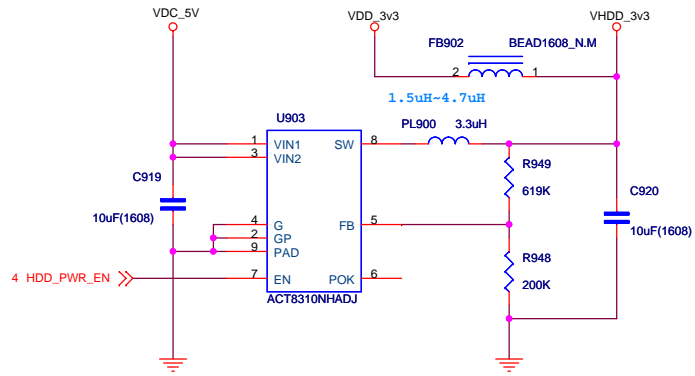 VDC_5V
VDD_3v3
VHDD_3v3
FB902
BEAD1608_N.M
2
1
1.5uH~4.7uH
U903
PL900
3.3uH
1
VIN1
SW
8
3
VIN2
R949
619K
C919
10uF(1608)
C920
10uF(1608)
4
G
FB
5
2
GP
9
PAD
R948
200K
4
HDD_PWR_EN
7
EN
POK
6
ACT8310NHADJ